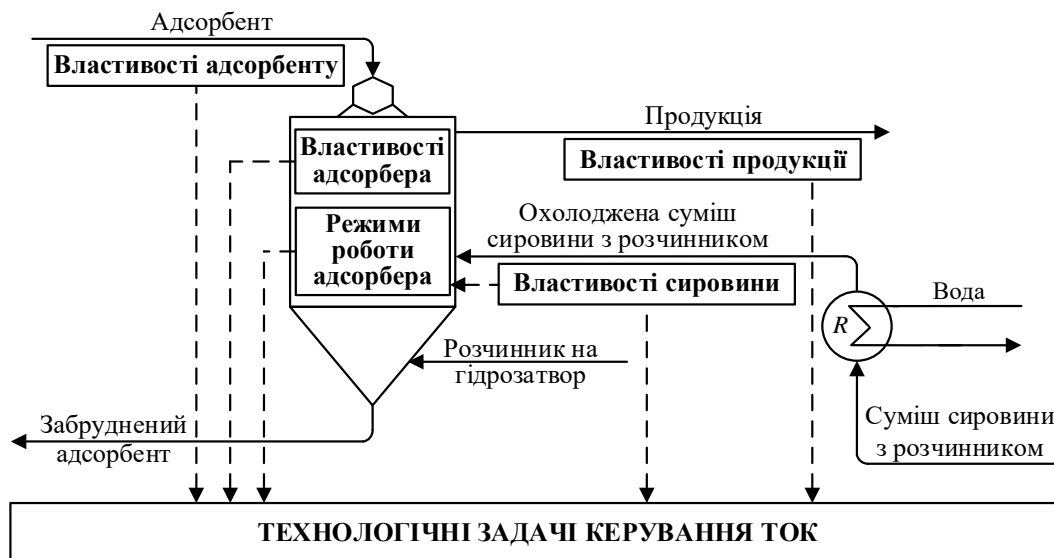 Адсорбент
Властивості адсорбенту
Продукція
Властивості
адсорбера
Властивості продукції
Охолоджена суміш
сировини з розчинником
Режими
роботи
адсорбера
Властивості сировини
Вода
R
Розчинник на
гідрозатвор
Забруднений
адсорбент
Суміш сировини
з розчинником
ТЕХНОЛОГІЧНІ ЗАДАЧІ КЕРУВАННЯ ТОК